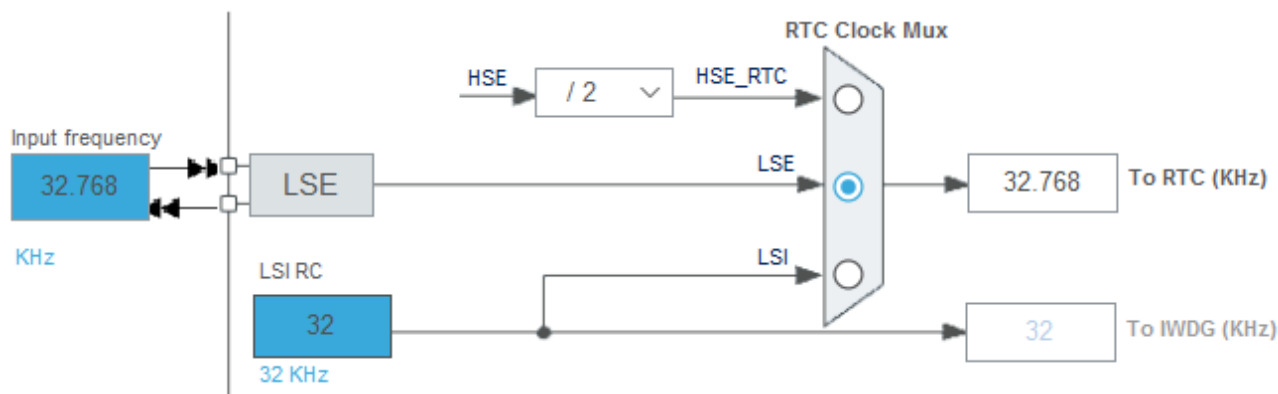 RTC Clock Mux
HSE
/ 2
HSE_RTC
Input frequency
32.768
KHz
LSE
LSE
32.768
To RTC (KHz)
LSI RC
32
32 KHz
LSI
32
To IWDG (KHz)